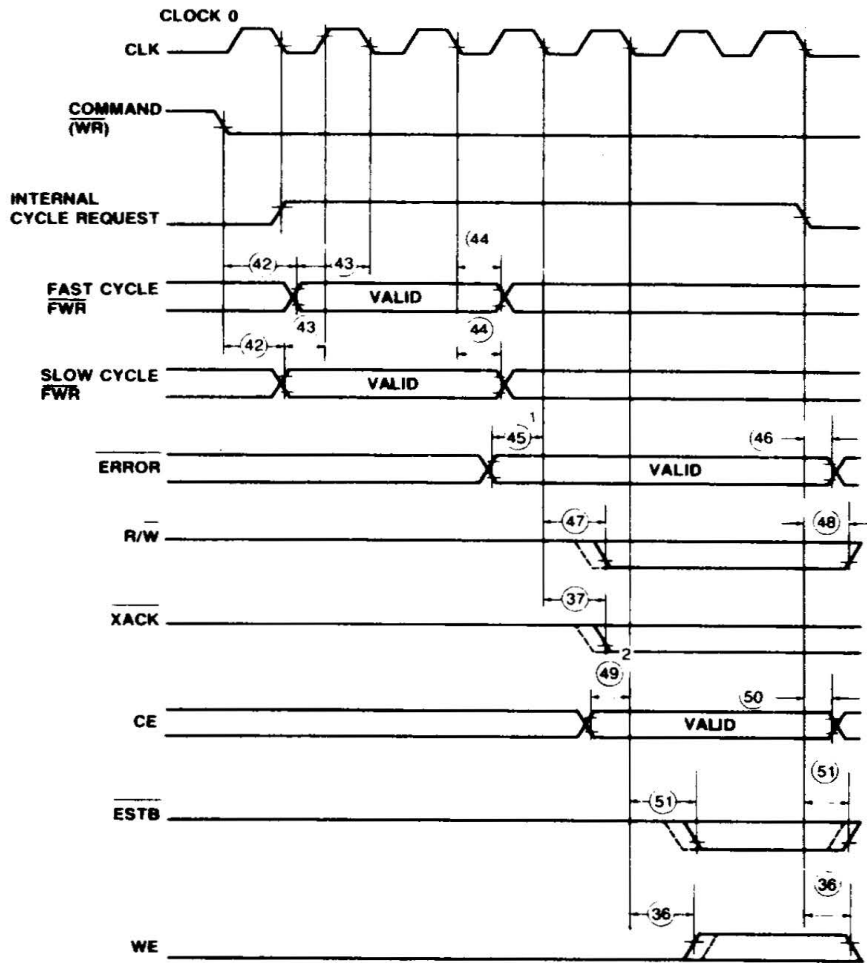 CLOCK 0
CLK
COMMAND
(WR)
INTERNAL
CYCLE REQUEST
44
42
43
FAST CYCLE
FWR
VALID
43
44
42
SLOW CYCLE
FWR
VALID
1
45
46
ERROR
VALID
R/W
47
48
37
XACK
2
49
50
CE
VALID
51
51
ESTB
36
36
WE